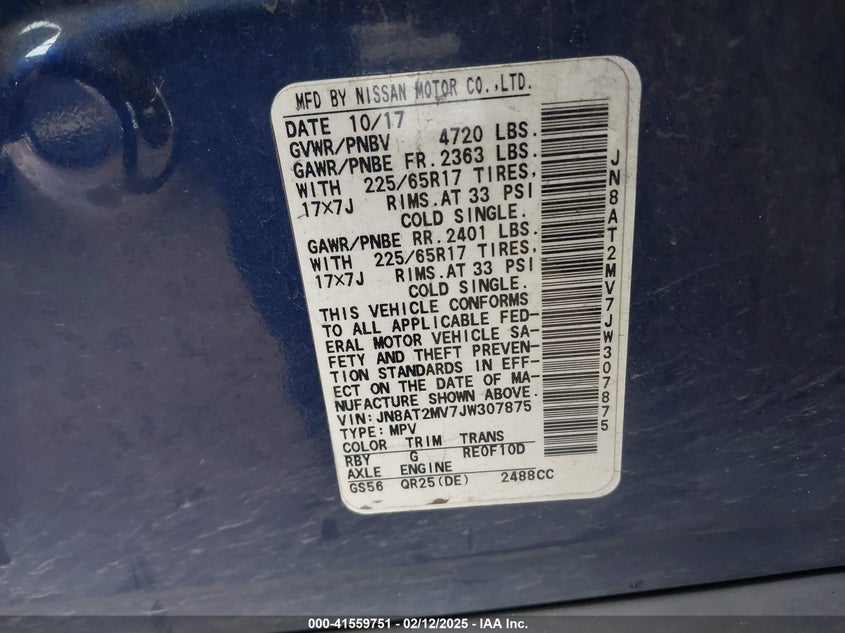 MFD BY NISSAN MOTOR CO.,LTD.
DATE 10/17
GVWR/PNBV 4720 LBS.
GAWR/PNBE FR. 2363 LBS.
WITH 225/65R17 TIRES,
17X7J RIMS.AT 33 PSI
COLD SINGLE.
GAWR/PNBE RR. 2401 LBS.
WITH 225/65R17 TIRES,
17X7J RIMS.AT 33 PSI
COLD SINGLE.
THIS VEHICLE CONFORMS
TO ALL APPLICABLE FED-
ERAL MOTOR VEHICLE SA-
FETY AND THEFT PREVEN-
TION STANDARDS IN EFF-
ECT ON THE DATE OF MA-
NUFACTURE SHOWN ABOVE.
VIN:JN8AT2MV7JW307875
TYPE:MPV
COLOR TRIM TRANS
RBY G RE0F10D
AXLE ENGINE
GS56 QR25(DE) 2488CC
JN8AT2MV7JW307875
000-41559751 — 02/12/2025 — IAA Inc.